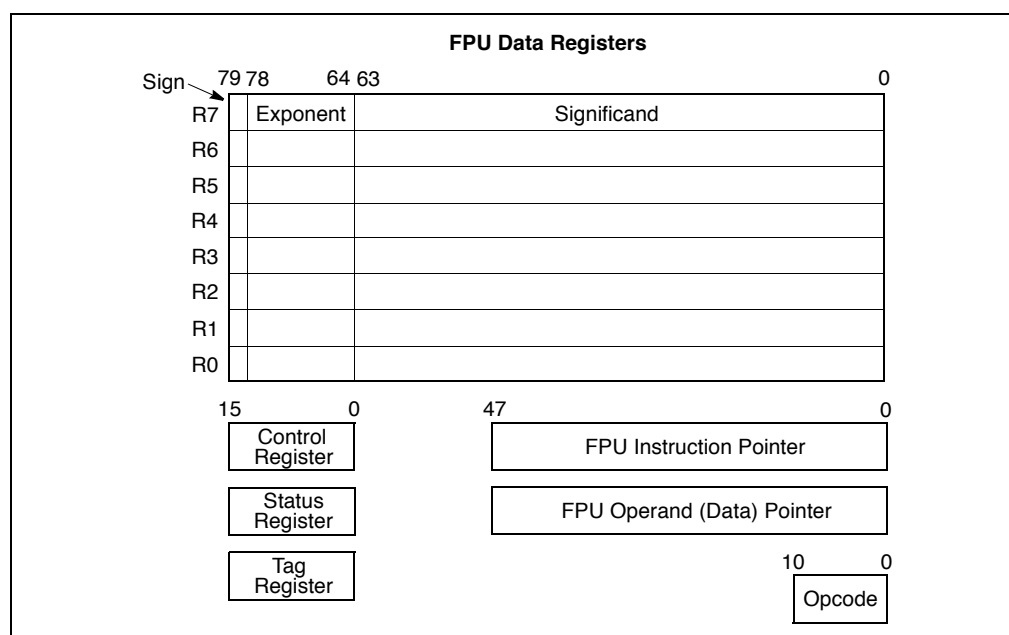 FPU Data Registers
Sign 79 78 64 63 0
R7 Exponent Significand
R6
R5
R4
R3
R2
R1
R0
15 0 47 0
Control
Register
FPU Instruction Pointer
Status
Register
FPU Operand (Data) Pointer
Tag
Register
10 0
Opcode